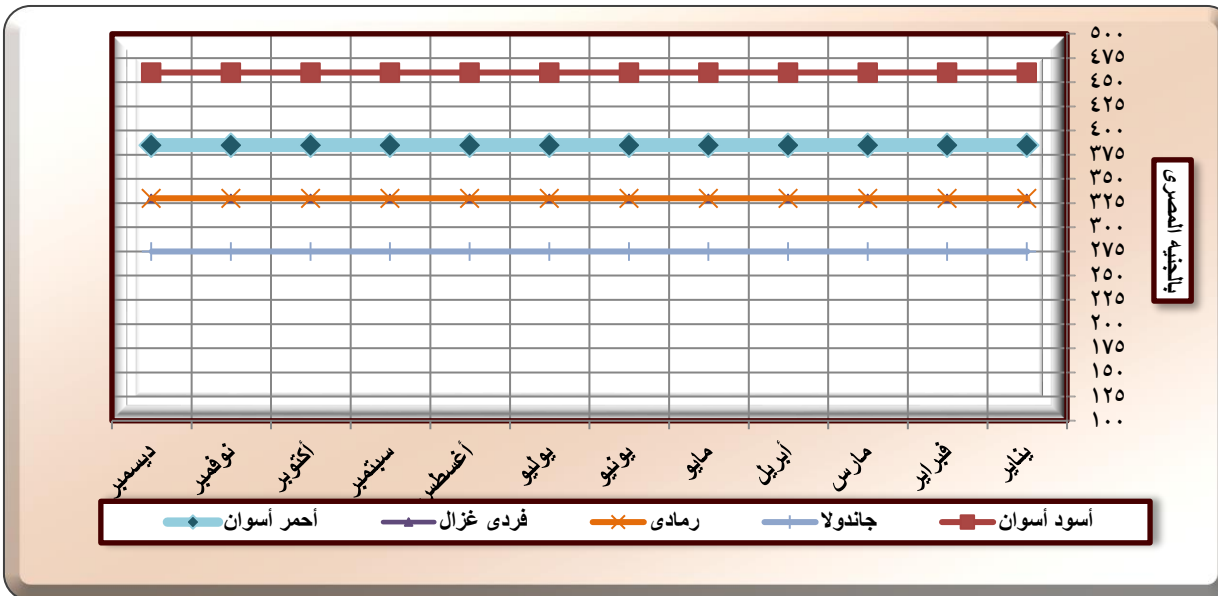 ٥٠٠
٤٧٥
٤٥٠
٤٢٥
٤٠٠
٣٧٥
٣٥٠
٣٢٥
٣٠٠
٢٧٥
٢٥٠
٢٢٥
٢٠٠
١٧٥
١٥٠
١٢٥
١٠٠
بالجنيه المصرى
يناير
فبراير
مارس
أبريل
مايو
يونيو
يوليو
أغسطس
سبتمبر
أكتوبر
نوفمبر
ديسمبر
أسود أسوان
جاندولا
رمادى
فردى غزال
أحمر أسوان